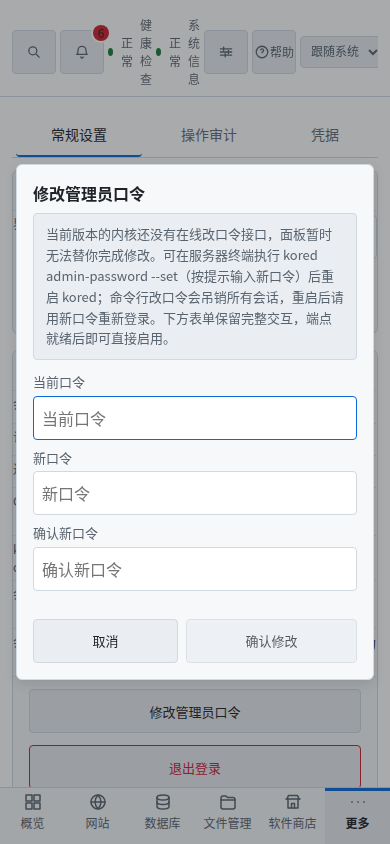 6
正常
健康检查
正常
系统信息
帮助
跟随系统
常规设置
操作审计
凭据
修改管理员口令
当前版本的内核还没有在线改口令接口，面板暂时
无法替你完成修改。可在服务器终端执行 kored
admin-password --set（按提示输入新口令）后重
启 kored；命令行改口令会吊销所有会话，重启后请
用新口令重新登录。下方表单保留完整交互，端点
就绪后即可直接启用。
当前口令
当前口令
新口令
新口令
确认新口令
确认新口令
取消
确认修改
修改管理员口令
退出登录
概览
网站
数据库
文件管理
软件商店
更多